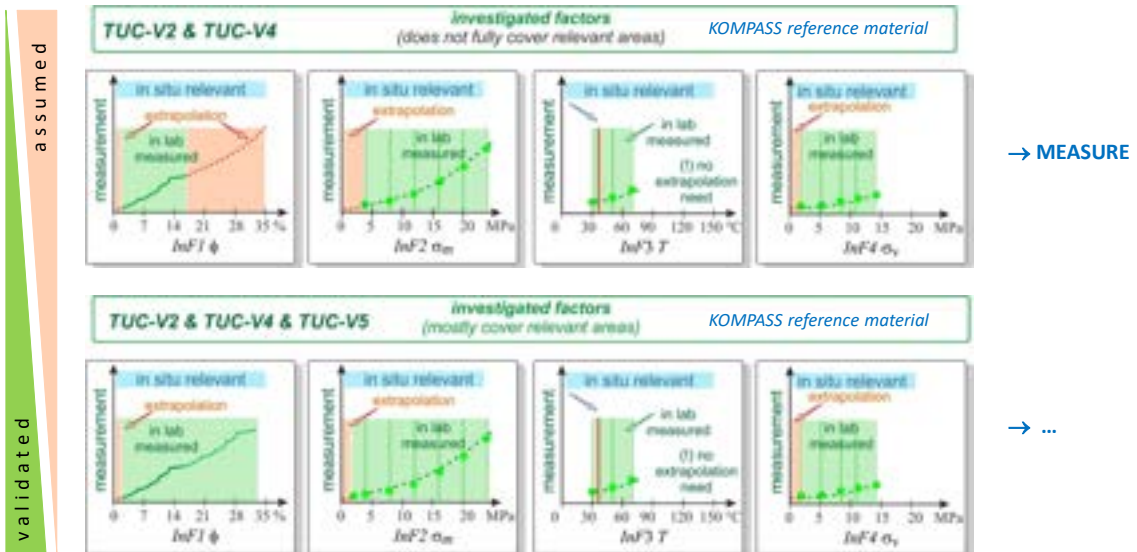 assumed
validated
TUC-V2 & TUC-V4
investigated factors
(does not fully cover relevant areas)
KOMPASS reference material
in situ relevant
extrapolation
in lab
measured
measurement
0 7 14 21 28 35 %
InF1 ϕ
in situ relevant
extrapolation
in lab
measured
measurement
0 5 10 15 20 MPa
InF2 σm
in situ relevant
in lab
measured
(!) no
extrapolation
need
measurement
0 30 60 90 120 150 °C
InF3 T
in situ relevant
extrapolation
in lab
measured
measurement
0 5 10 15 20 MPa
InF4 σv
→ MEASURE
TUC-V2 & TUC-V4 & TUC-V5
investigated factors
(mostly cover relevant areas)
KOMPASS reference material
in situ relevant
extrapolation
in lab
measured
measurement
0 7 14 21 28 35 %
InF1 ϕ
in situ relevant
extrapolation
in lab
measured
measurement
0 5 10 15 20 MPa
InF2 σm
in situ relevant
in lab
measured
(!) no
extrapolation
need
measurement
0 30 60 90 120 150 °C
InF3 T
in situ relevant
extrapolation
in lab
measured
measurement
0 5 10 15 20 MPa
InF4 σv
→ ...